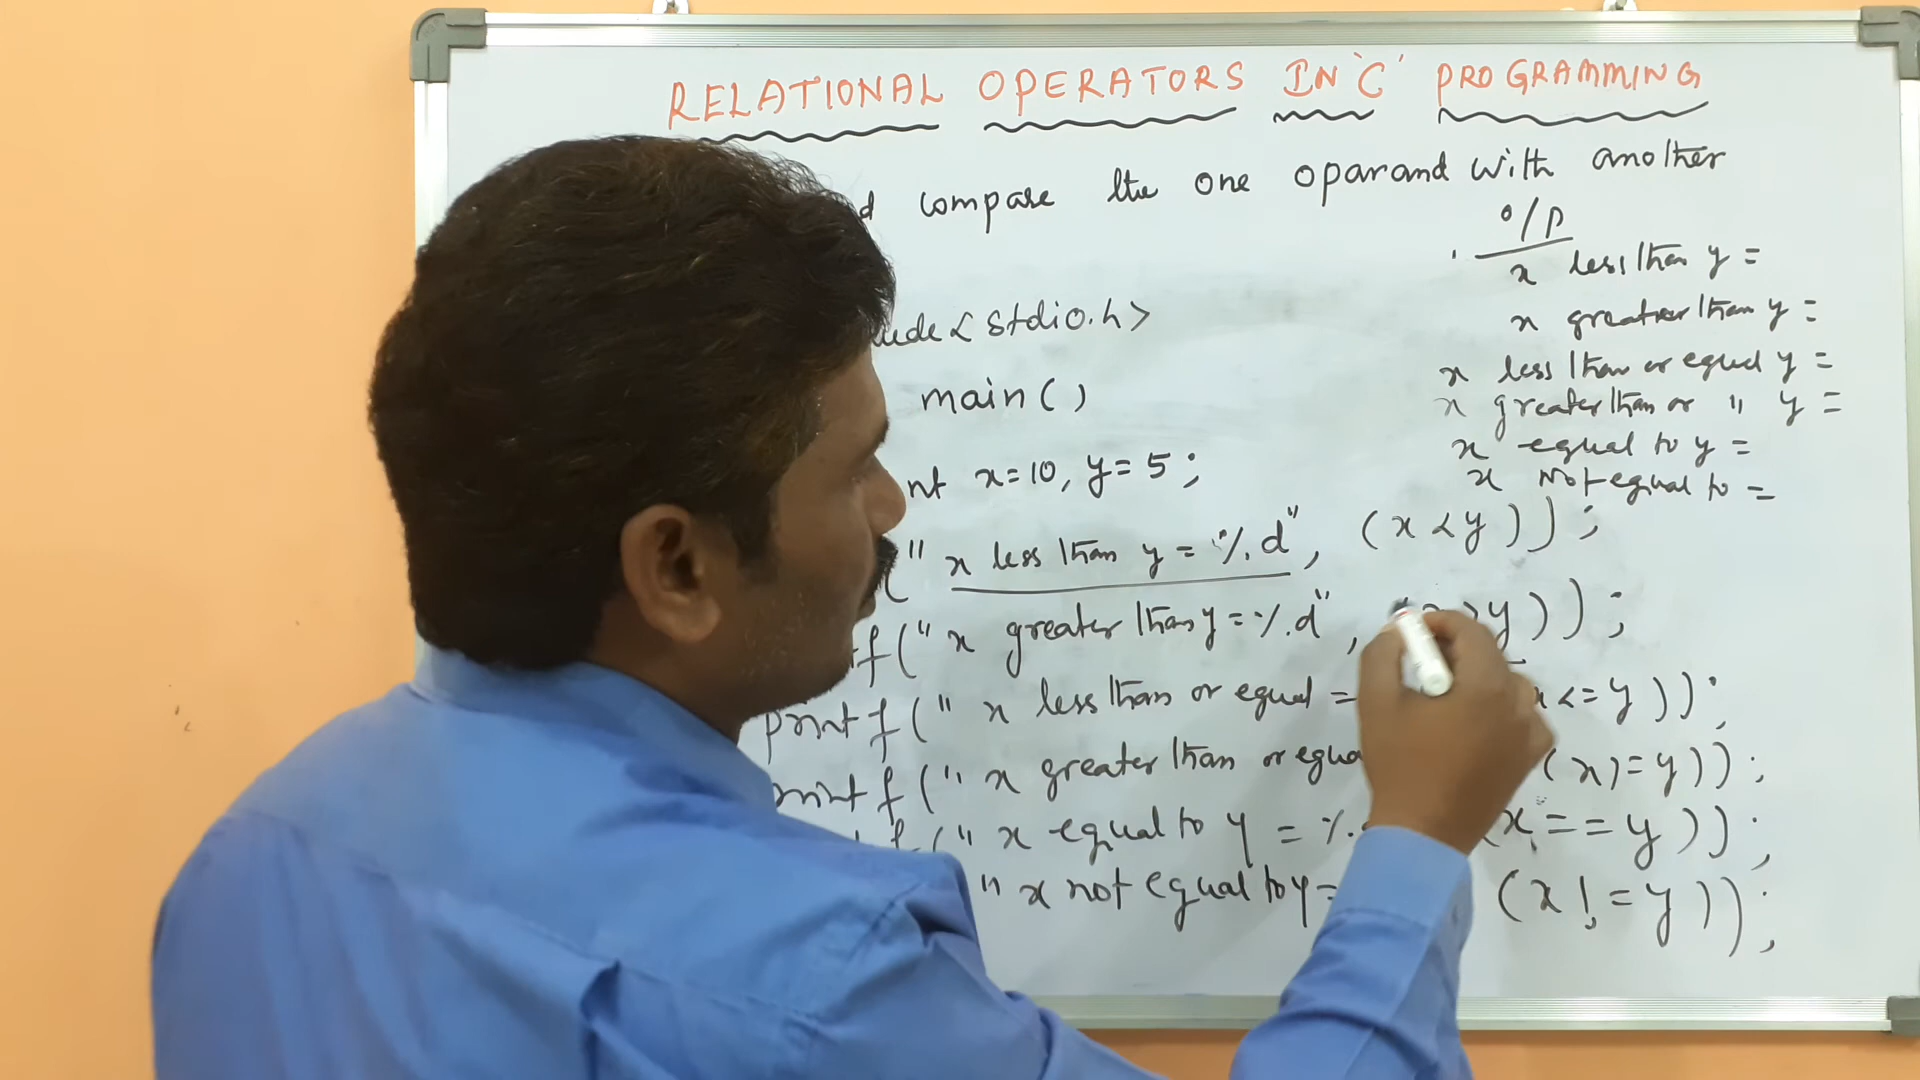 RELATIONAL OPERATORS IN 'C' PROGRAMMING
compare the one oparand with another
o/p
x less than y =
x greater than y =
x less than or equal y =
x greater than or " y =
x equal to y =
x Not equal to =
ude < stdio.h>
main ( )
nt x=10, y=5;
(" x less than y = %d", (x<y));
f(" x greater than y = %d", >y));
printf(" x less than or equal = x<=y));
printf(" x greater than or equa (x>=y));
f(" x equal to y = %. (x==y));
" x not equal to y= (x!=y));